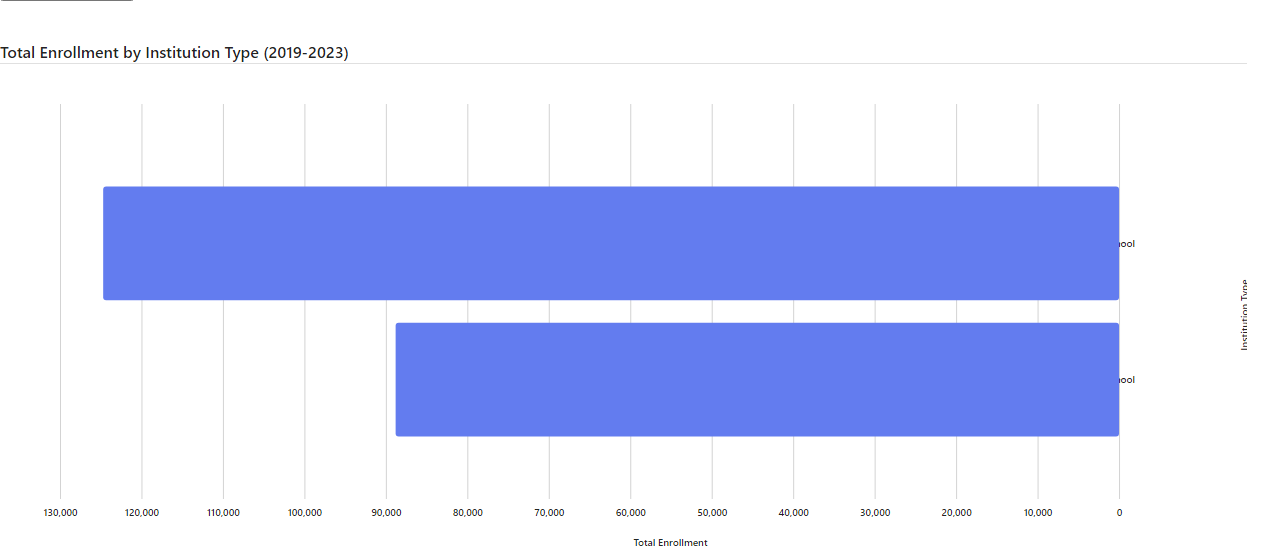 Total Enrollment by Institution Type (2019-2023)
ool
Institution Type
ool
130,000 120,000 110,000 100,000 90,000 80,000 70,000 60,000 50,000 40,000 30,000 20,000 10,000 0
Total Enrollment